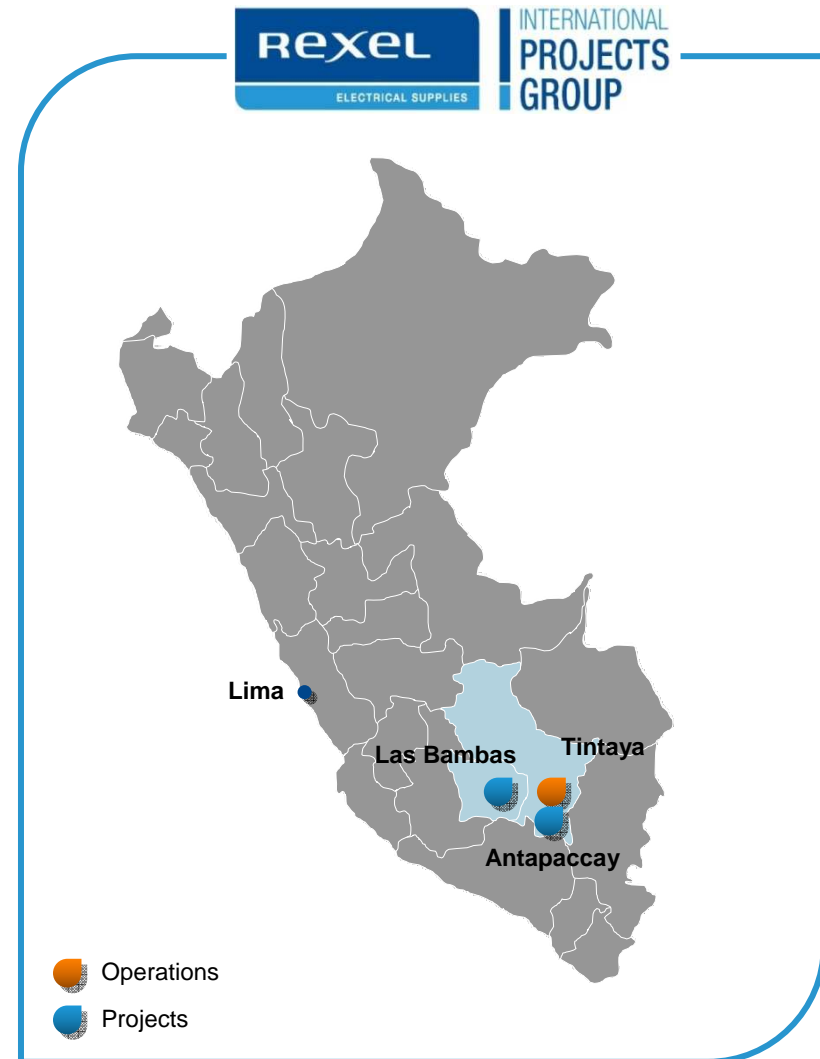 REXEL
ELECTRICAL SUPPLIES
INTERNATIONAL
PROJECTS
GROUP
Lima
Las Bambas
Tintaya
Antapaccay
Operations
Projects